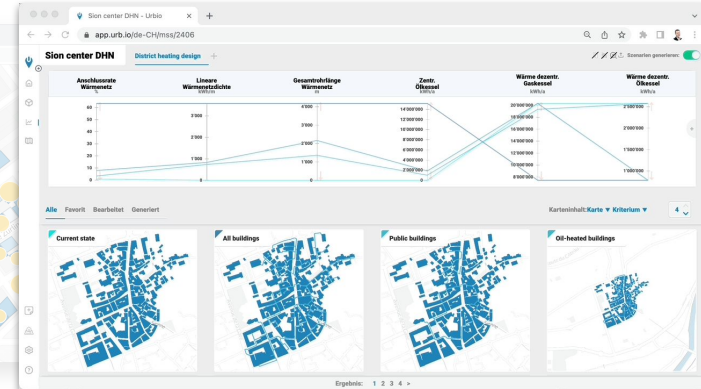 Sion center DHN - Urbio
app.urb.io/de-CH/mss/2406
Sion center DHN
District heating design
Szenarien generieren:
Anschlussrate Wärmenetz
%
Lineare Wärmenetzdichte
kWh/m
Gesamtrohrlänge Wärmenetz
m
Zentr. Ölkessel
kWh/a
Wärme dezentr. Gaskessel
kWh/a
Wärme dezentr. Ölkessel
kWh/a
60
50
40
30
20
10
0
3'000
2'000
1'000
0
4'000
3'000
2'000
1'000
0
14'000'000
12'000'000
10'000'000
8'000'000
6'000'000
4'000'000
2'000'000
0
20'000'000
18'000'000
16'000'000
14'000'000
12'000'000
10'000'000
8'000'000
3'000'000
2'000'000
1'000'000
Alle Favorit Bearbeitet Generiert
Karteninhalt: Karte Kriterium
4
Current state
All buildings
Public buildings
Oil-heated buildings
Ergebnis: 1 2 3 4 »